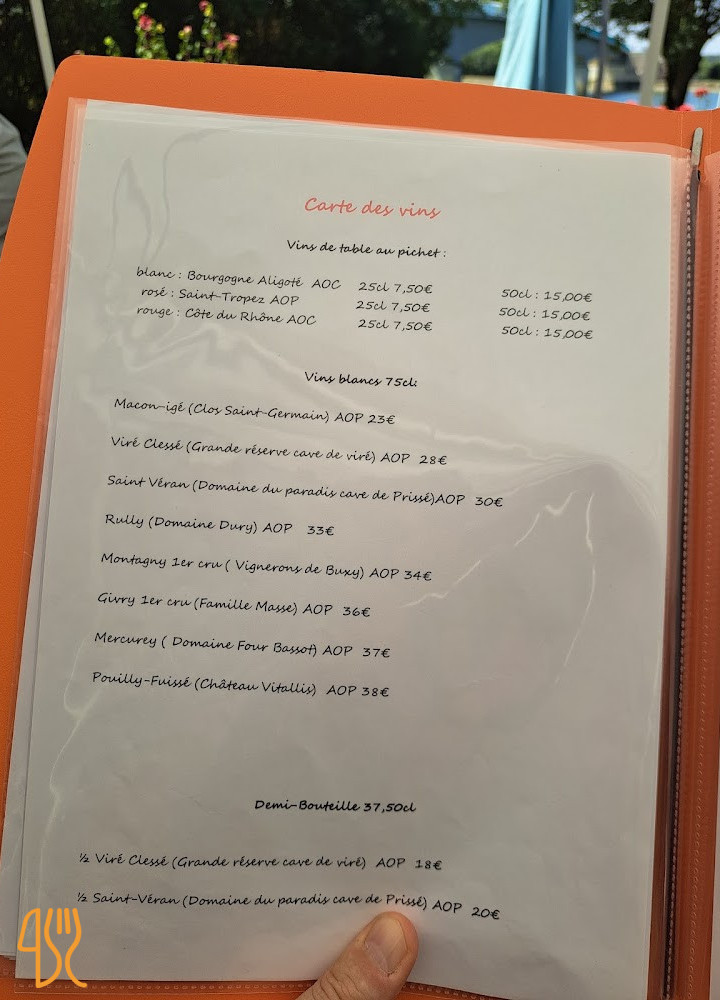 Carte des vins
Vins de table au pichet :
blanc : Bourgogne Aligoté AOC 25cl 7,50€ 50cl : 15,00€
rosé : Saint-Tropez AOP 25cl 7,50€ 50cl : 15,00€
rouge : Côte du Rhône AOC 25cl 7,50€ 50cl : 15,00€
Vins blancs 75cl:
Macon-igé (Clos Saint-Germain) AOP 23€
Viré Clessé (Grande réserve cave de viré) AOP 28€
Saint Véran (Domaine du paradis cave de Prissé)AOP 30€
Rully (Domaine Dury) AOP 33€
Montagny 1er cru ( Vignerons de Buxy) AOP 34€
Givry 1er cru (Famille Masse) AOP 36€
Mercurey ( Domaine Four Bassot) AOP 37€
Pouilly-Fuissé (Château Vitallis) AOP 38€
Demi-Bouteille 37,50cl
½ Viré Clessé (Grande réserve cave de viré) AOP 18€
½ Saint-Véran (Domaine du paradis cave de Prissé) AOP 20€